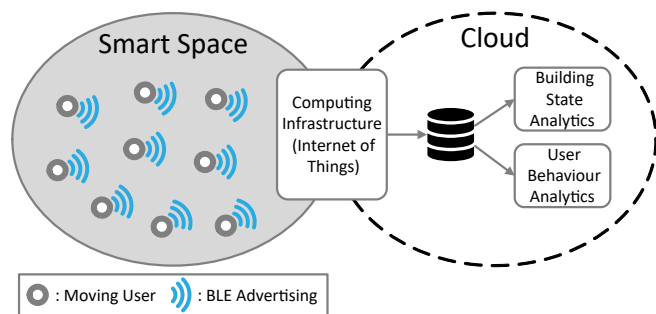 Smart Space
Cloud
Computing
Infrastructure
(Internet of
Things)
Building
State
Analytics
User
Behaviour
Analytics
: Moving User
: BLE Advertising